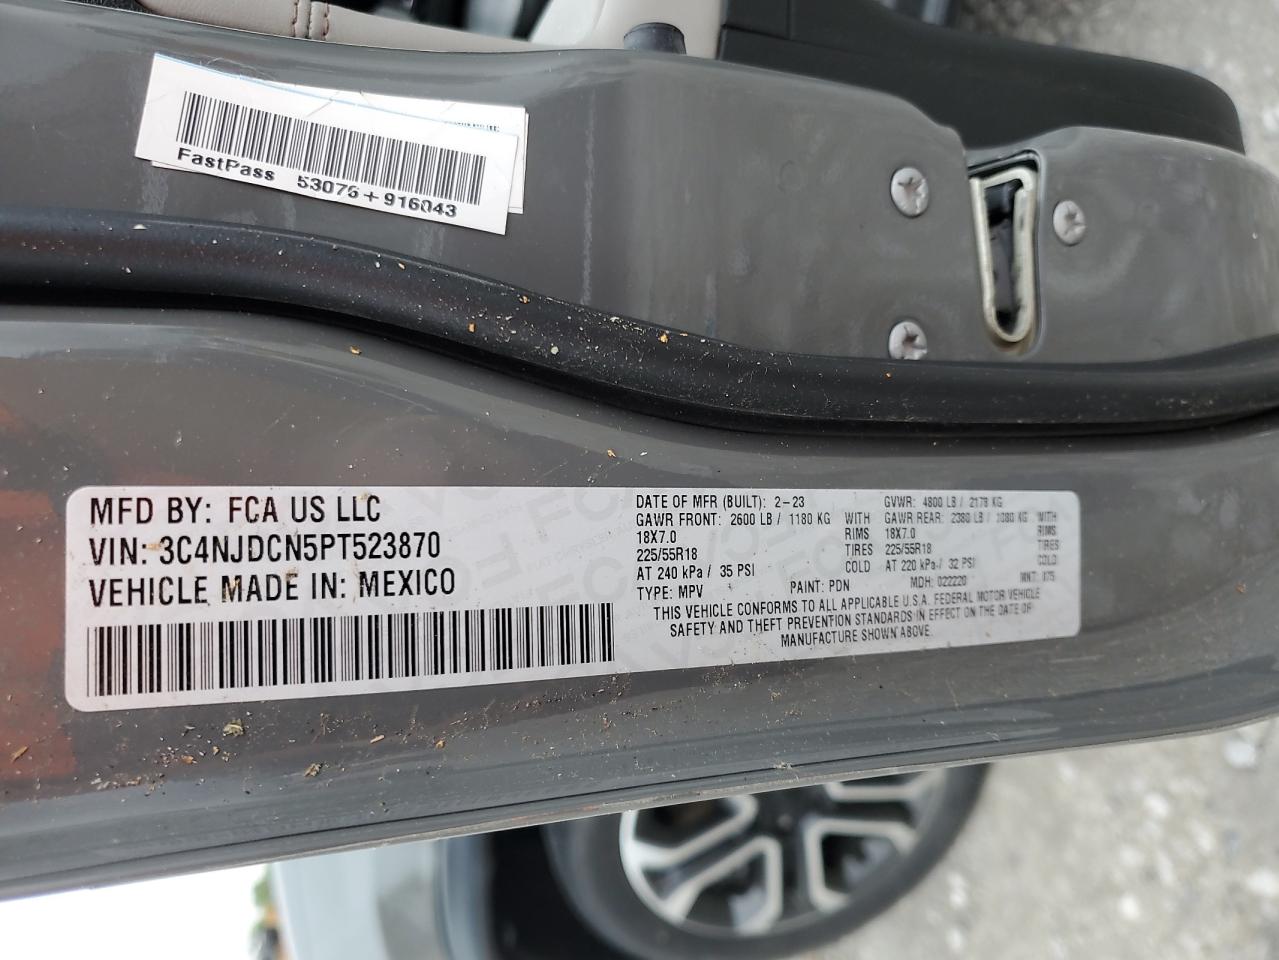 FastPass 53075+916043
MFD BY: FCA US LLC
VIN: 3C4NJDCN5PT523870
VEHICLE MADE IN: MEXICO
DATE OF MFR (BUILT): 2-23 GVWR: 4800 LB / 2178 KG
GAWR FRONT: 2600 LB / 1180 KG WITH GAWR REAR: 2380 LB / 1080 KG WITH
18X7.0 RIMS 18X7.0 RIMS
225/55R18 TIRES 225/55R18 TIRES
AT 240 kPa / 35 PSI COLD AT 220 kPa / 32 PSI COLD
TYPE: MPV PAINT: PDN MDH: 022220 MNT: 075
THIS VEHICLE CONFORMS TO ALL APPLICABLE U.S.A. FEDERAL MOTOR VEHICLE
SAFETY AND THEFT PREVENTION STANDARDS IN EFFECT ON THE DATE OF
MANUFACTURE SHOWN ABOVE.